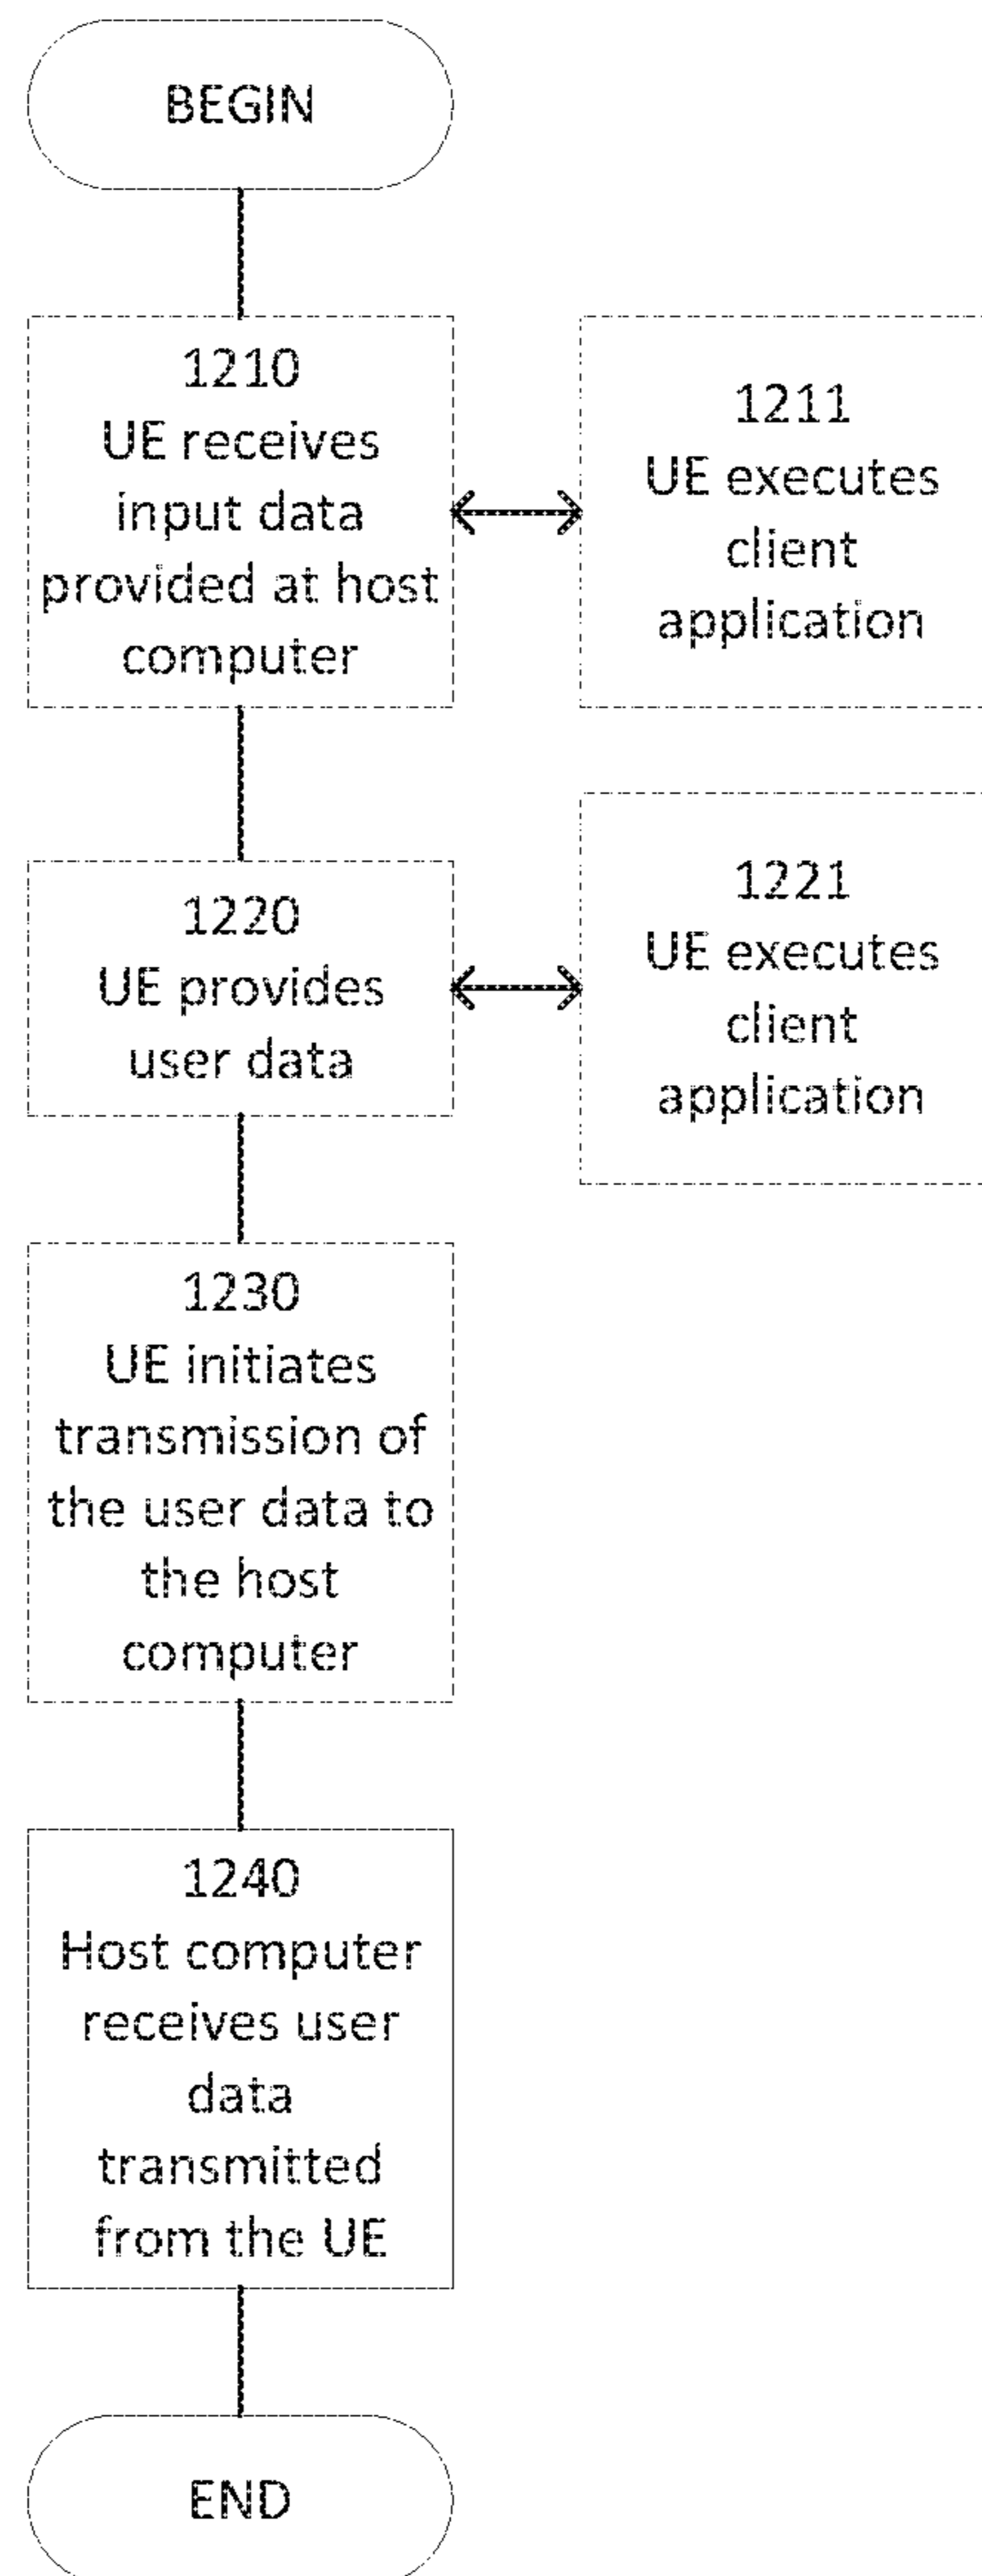 BEGIN
1210
UE receives
input data
provided at host
computer
1211
UE executes
client
application
1220
UE provides
user data
1221
UE executes
client
application
1230
UE initiates
transmission of
the user data to
the host
computer
1240
Host computer
receives user
data
transmitted
from the UE
END